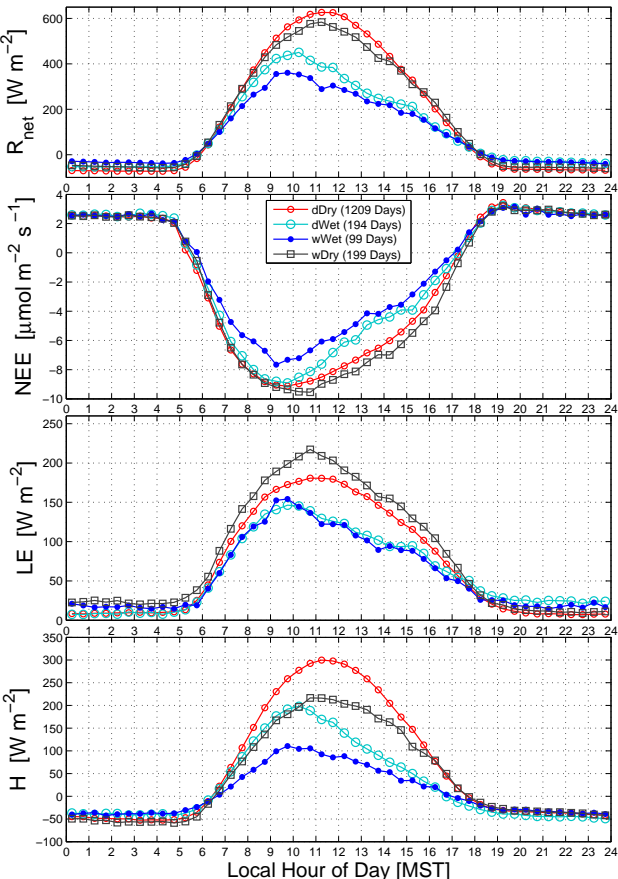 R_net [W m⁻²]
600
400
200
0
0 1 2 3 4 5 6 7 8 9 10 11 12 13 14 15 16 17 18 19 20 21 22 23 24
NEE [μmol m⁻² s⁻¹]
4
2
0
−2
−4
−6
−8
−10
dDry (1209 Days)
dWet (194 Days)
wWet (99 Days)
wDry (199 Days)
0 1 2 3 4 5 6 7 8 9 10 11 12 13 14 15 16 17 18 19 20 21 22 23 24
LE [W m⁻²]
250
200
150
100
50
0
0 1 2 3 4 5 6 7 8 9 10 11 12 13 14 15 16 17 18 19 20 21 22 23 24
H [W m⁻²]
350
300
250
200
150
100
50
0
−50
−100
0 1 2 3 4 5 6 7 8 9 10 11 12 13 14 15 16 17 18 19 20 21 22 23 24
Local Hour of Day [MST]